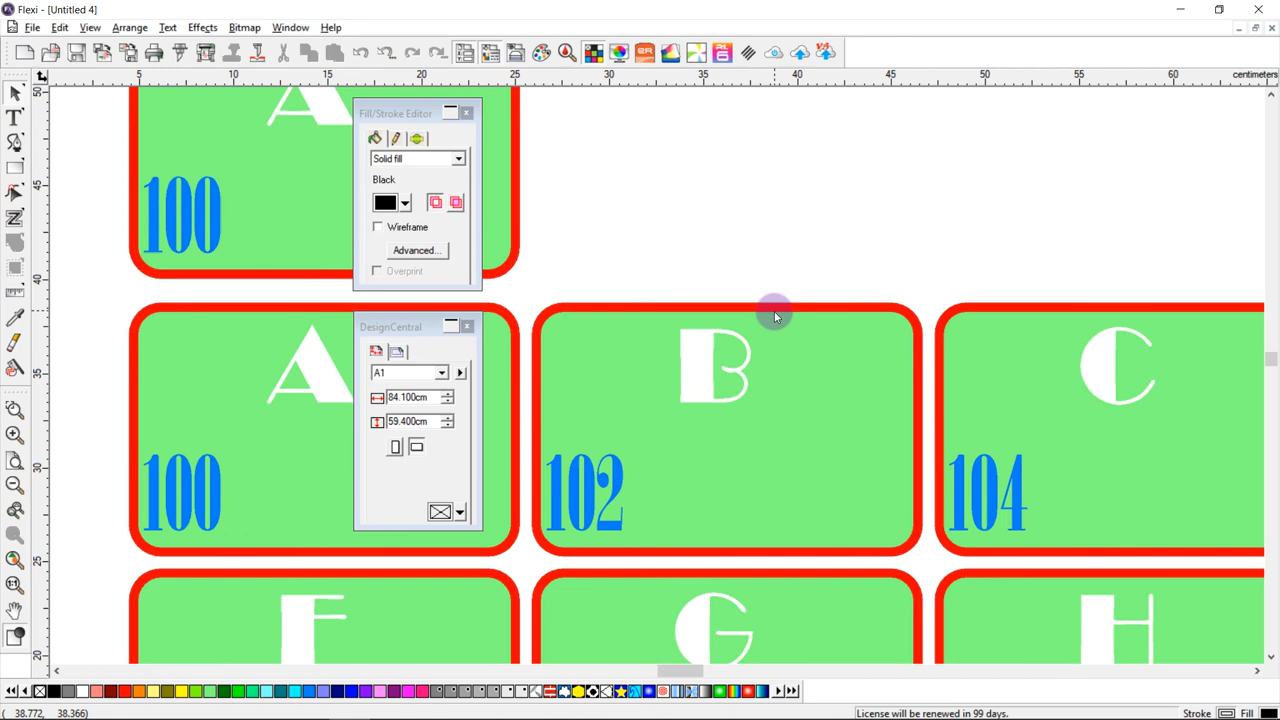 Flexi - [Untitled 4]
File Edit View Arrange Text Effects Bitmap Window Help
5 10 15 20 25 30 35 40 45 50 55 60 centimeters
50
45
40
35
30
25
20
A
100
Fill/Stroke Editor
Solid fill
Black
Wireframe
Advanced...
Overprint
A
100
DesignCentral
A1
84.100cm
59.400cm
B
102
C
104
F
G
H
( 38.772, 38.366)
License will be renewed in 99 days.
Stroke Fill